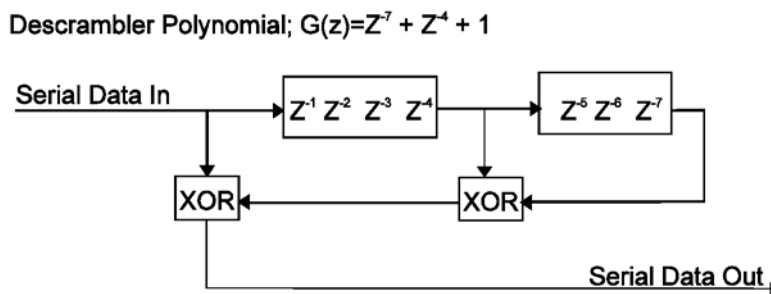 Descrambler Polynomial; G(z)=Z⁻⁷ + Z⁻⁴ + 1
Serial Data In
Z⁻¹ Z⁻² Z⁻³ Z⁻⁴
Z⁻⁵ Z⁻⁶ Z⁻⁷
XOR
XOR
Serial Data Out